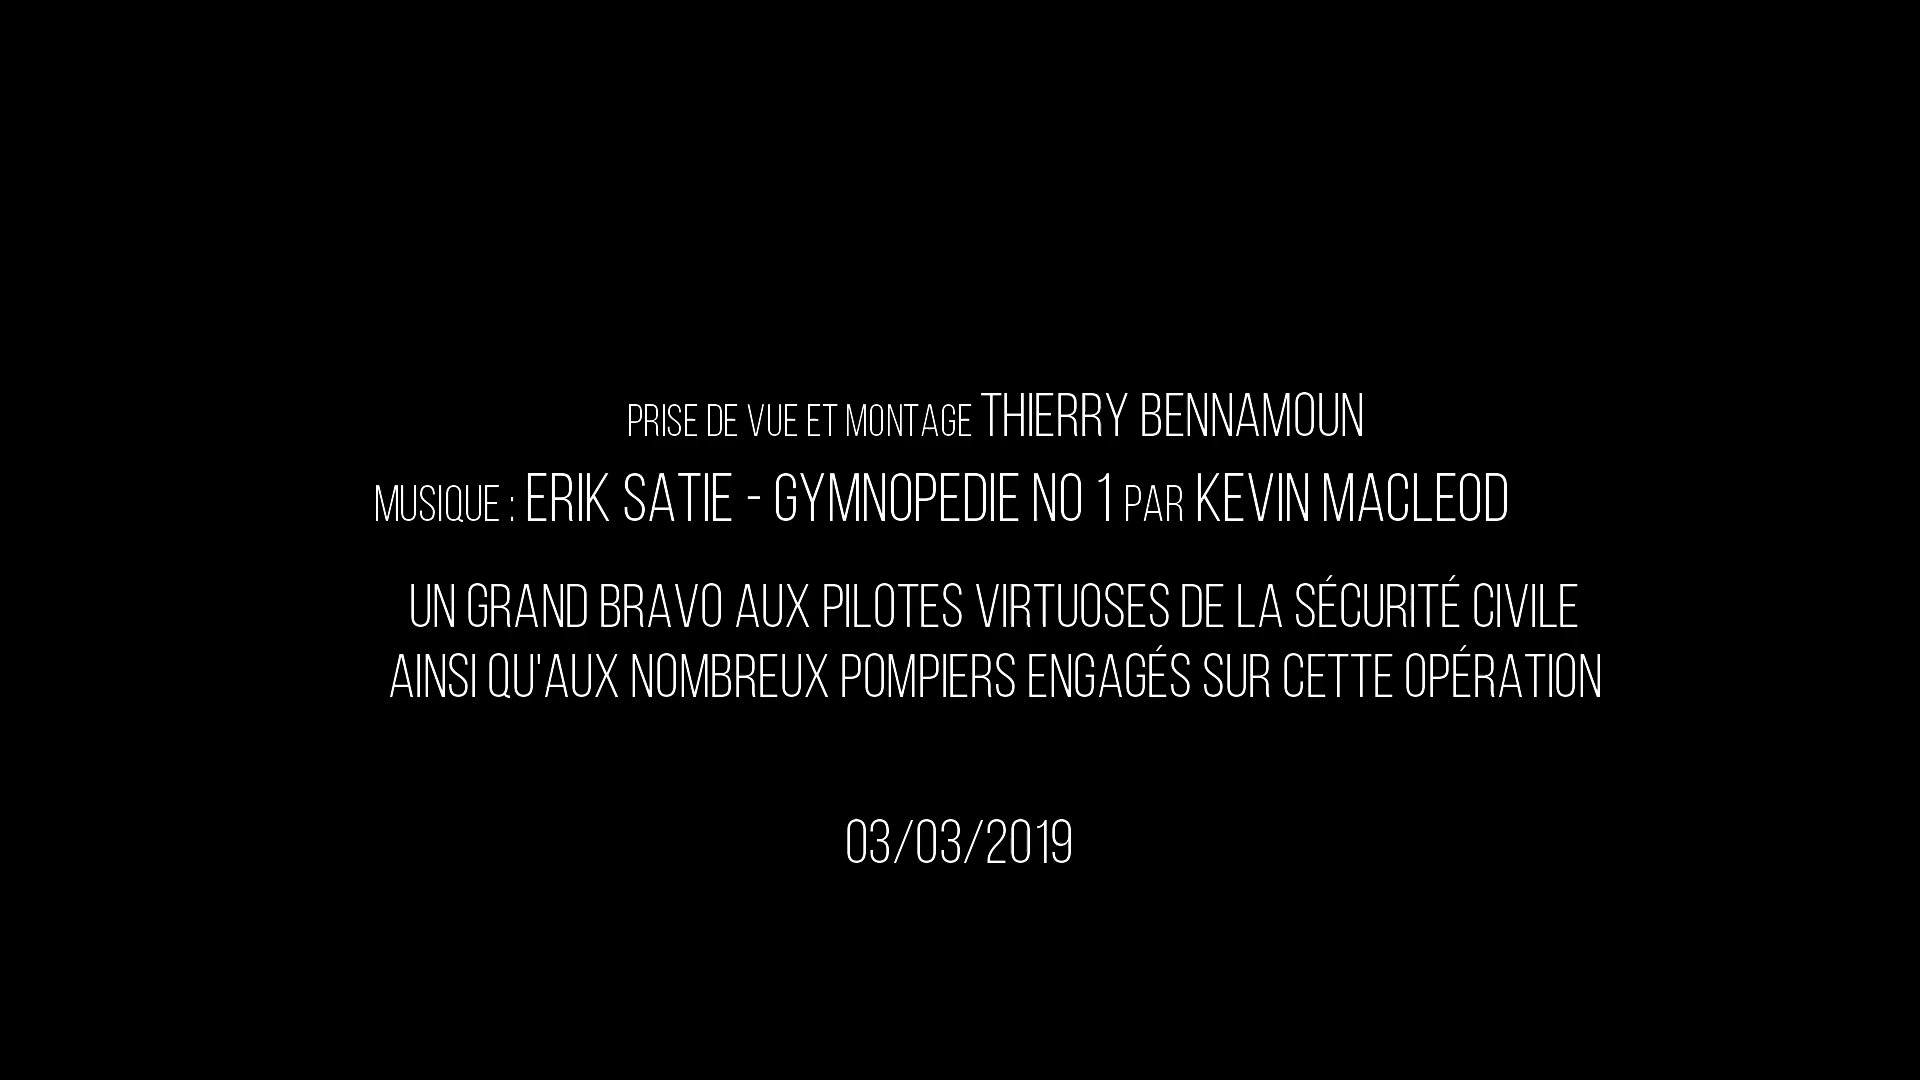 PRISE DE VUE ET MONTAGE THIERRY BENNAMOUN
MUSIQUE : ERIK SATIE - GYMNOPEDIE NO 1 PAR KEVIN MACLEOD
UN GRAND BRAVO AUX PILOTES VIRTUOSES DE LA SÉCURITÉ CIVILE
AINSI QU'AUX NOMBREUX POMPIERS ENGAGÉS SUR CETTE OPÉRATION
03/03/2019